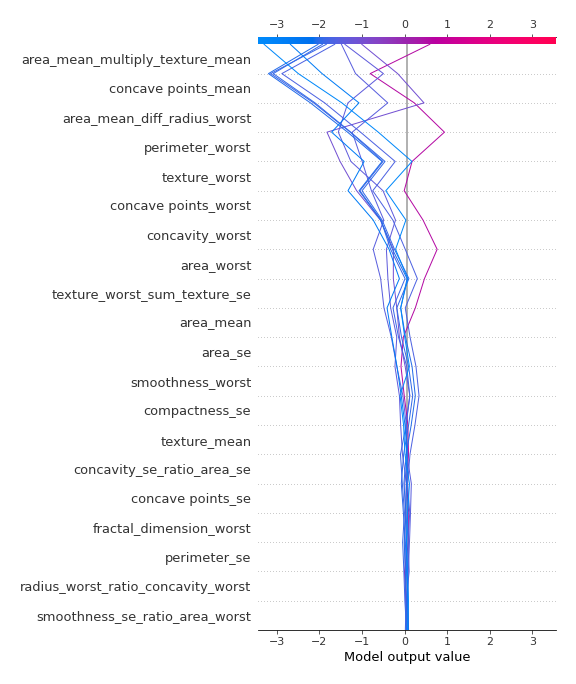 −3 −2 −1 0 1 2 3
area_mean_multiply_texture_mean
concave points_mean
area_mean_diff_radius_worst
perimeter_worst
texture_worst
concave points_worst
concavity_worst
area_worst
texture_worst_sum_texture_se
area_mean
area_se
smoothness_worst
compactness_se
texture_mean
concavity_se_ratio_area_se
concave points_se
fractal_dimension_worst
perimeter_se
radius_worst_ratio_concavity_worst
smoothness_se_ratio_area_worst
−3 −2 −1 0 1 2 3
Model output value